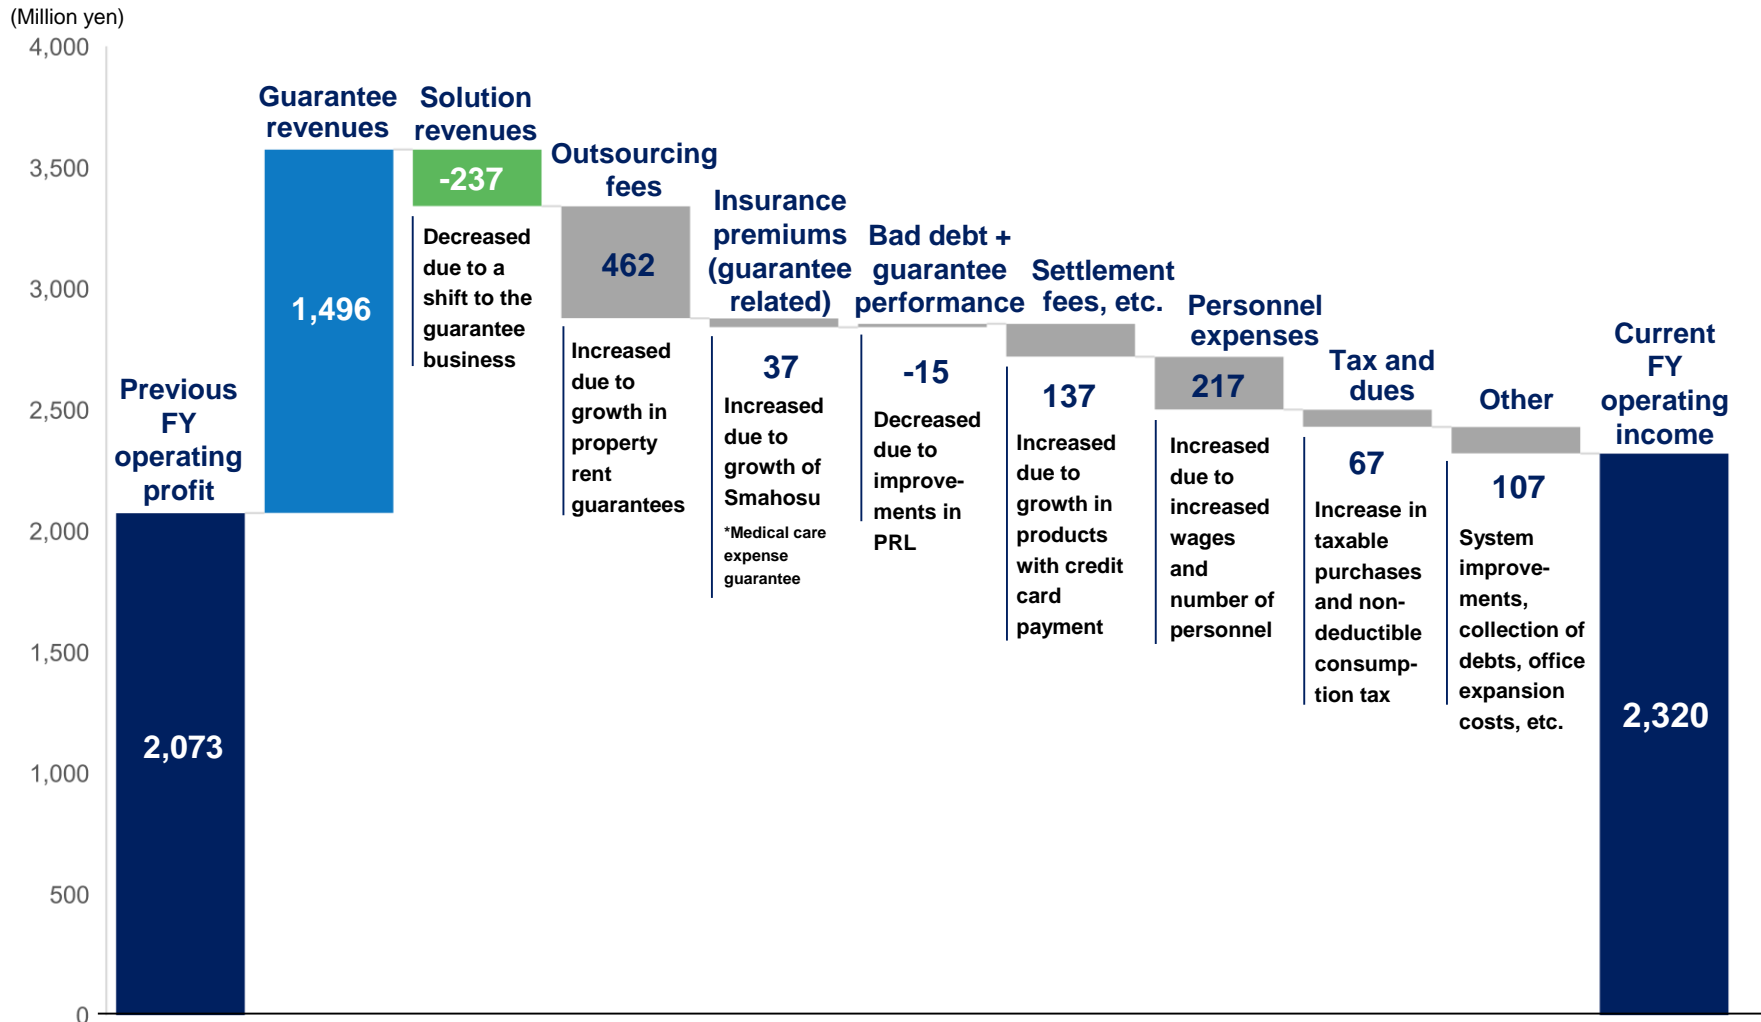 (Million yen)
4,000
3,500
3,000
2,500
2,000
1,500
1,000
500
0
Previous
FY
operating
profit
2,073
Guarantee
revenues
1,496
Solution
revenues
-237
Decreased
due to a
shift to the
guarantee
business
Outsourcing
fees
462
Increased
due to
growth in
property
rent
guarantees
Insurance
premiums
(guarantee
related)
37
Increased
due to
growth of
Smahosu
*Medical care
expense
guarantee
Bad debt +
guarantee
performance
-15
Decreased
due to
improve-
ments in
PRL
Settlement
fees, etc.
137
Increased
due to
growth in
products
with credit
card
payment
Personnel
expenses
217
Increased
due to
increased
wages
and
number of
personnel
Tax and
dues
67
Increase in
taxable
purchases
and non-
deductible
consump-
tion tax
Other
107
System
improve-
ments,
collection of
debts, office
expansion
costs, etc.
Current
FY
operating
income
2,320